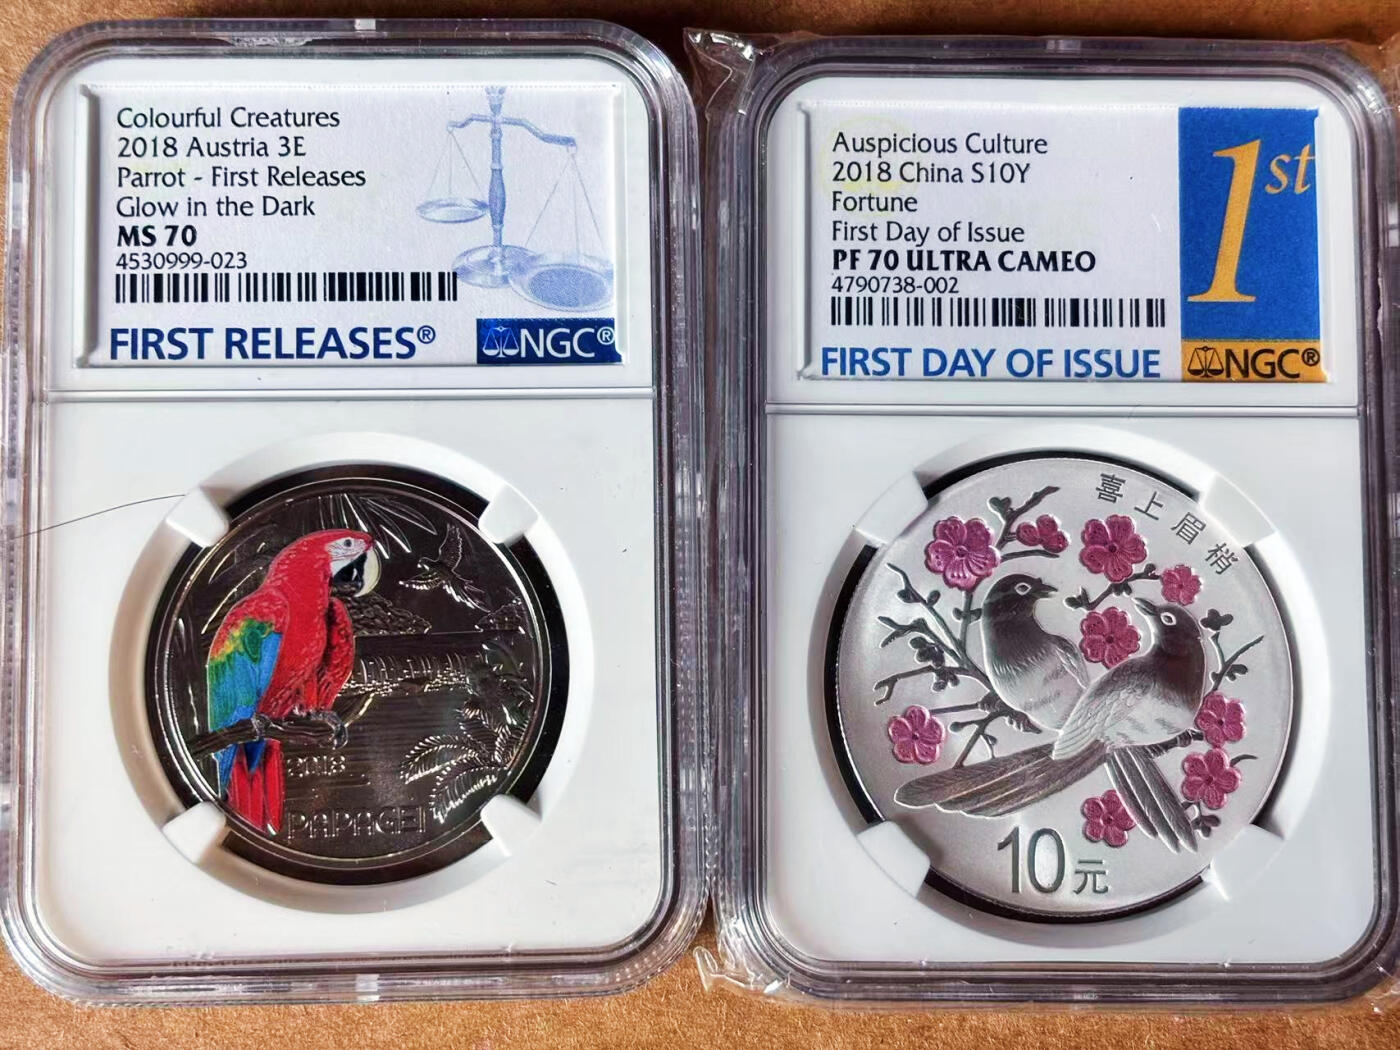 Colourful Creatures
2018 Austria 3E
Parrot - First Releases
Glow in the Dark
MS 70
4530999-023
FIRST RELEASES®
NGC®
2018
PAPAGEI
Auspicious Culture
2018 China S10Y
Fortune
First Day of Issue
PF 70 ULTRA CAMEO
4790738-002
FIRST DAY OF ISSUE
1st
NGC®
喜上眉梢
10元